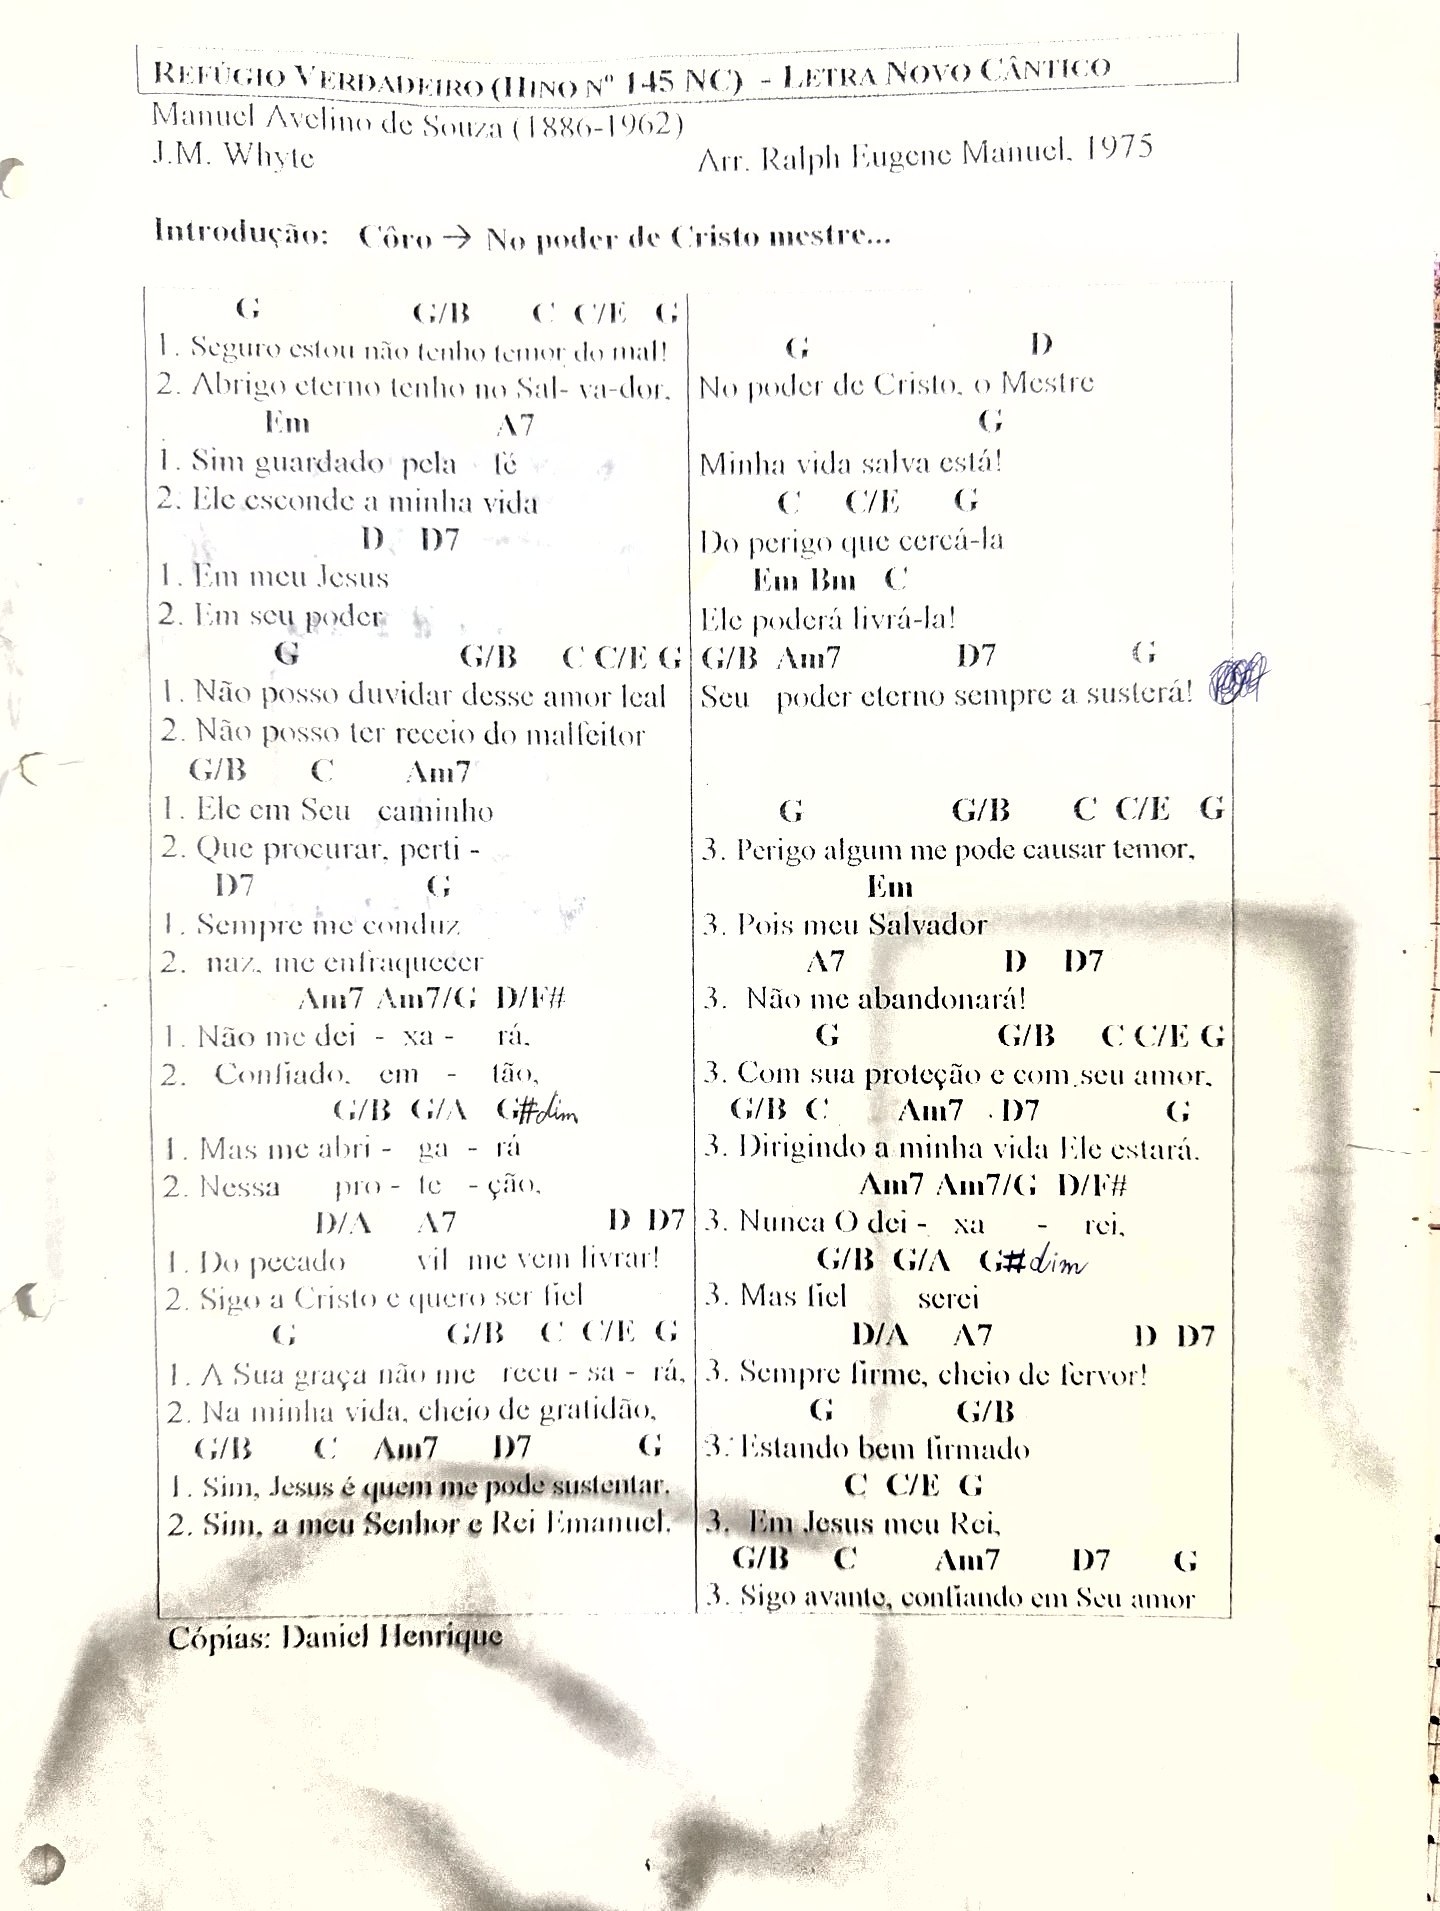 REFÚGIO VERDADEIRO (HINO Nº 145 NC) - LETRA NOVO CÂNTICO
Manuel Avelino de Souza (1886-1962)
J.M. Whyte Arr. Ralph Eugene Manuel, 1975
Introdução: Côro → No poder de Cristo mestre...
G G/B C C/E G
1. Seguro estou não tenho temor do mal!
2. Abrigo eterno tenho no Sal- va-dor,
Em A7
1. Sim guardado pela fé
2. Ele esconde a minha vida
D D7
1. Em meu Jesus
2. Em seu poder
G G/B C C/E G
1. Não posso duvidar desse amor leal
2. Não posso ter receio do malfeitor
G/B C Am7
1. Ele em Seu caminho
2. Que procurar, perti -
D7 G
1. Sempre me conduz
2. naz, me enfraquecer
Am7 Am7/G D/F#
1. Não me dei - xa - rá,
2. Confiado, em - tão,
G/B G/A G#dim
1. Mas me abri - ga - rá
2. Nessa pro - te - ção,
D/A A7 D D7
1. Do pecado vil me vem livrar!
2. Sigo a Cristo e quero ser fiel
G G/B C C/E G
1. A Sua graça não me recu - sa - rá,
2. Na minha vida, cheio de gratidão,
G/B C Am7 D7 G
1. Sim, Jesus é quem me pode sustentar,
2. Sim, a meu Senhor e Rei Emanuel.
G D
No poder de Cristo, o Mestre
G
Minha vida salva está!
C C/E G
Do perigo que cercá-la
Em Bm C
Ele poderá livrá-la!
G/B Am7 D7 G
Seu poder eterno sempre a susterá!
G G/B C C/E G
3. Perigo algum me pode causar temor,
Em
3. Pois meu Salvador
A7 D D7
3. Não me abandonará!
G G/B C C/E G
3. Com sua proteção e com seu amor,
G/B C Am7 D7 G
3. Dirigindo a minha vida Ele estará.
Am7 Am7/G D/F#
3. Nunca O dei - xa - rei,
G/B G/A G#dim
3. Mas fiel serei
D/A A7 D D7
3. Sempre firme, cheio de fervor!
G G/B
3. Estando bem firmado
C C/E G
3. Em Jesus meu Rei,
G/B C Am7 D7 G
3. Sigo avante, confiando em Seu amor
Cópias: Daniel Henrique